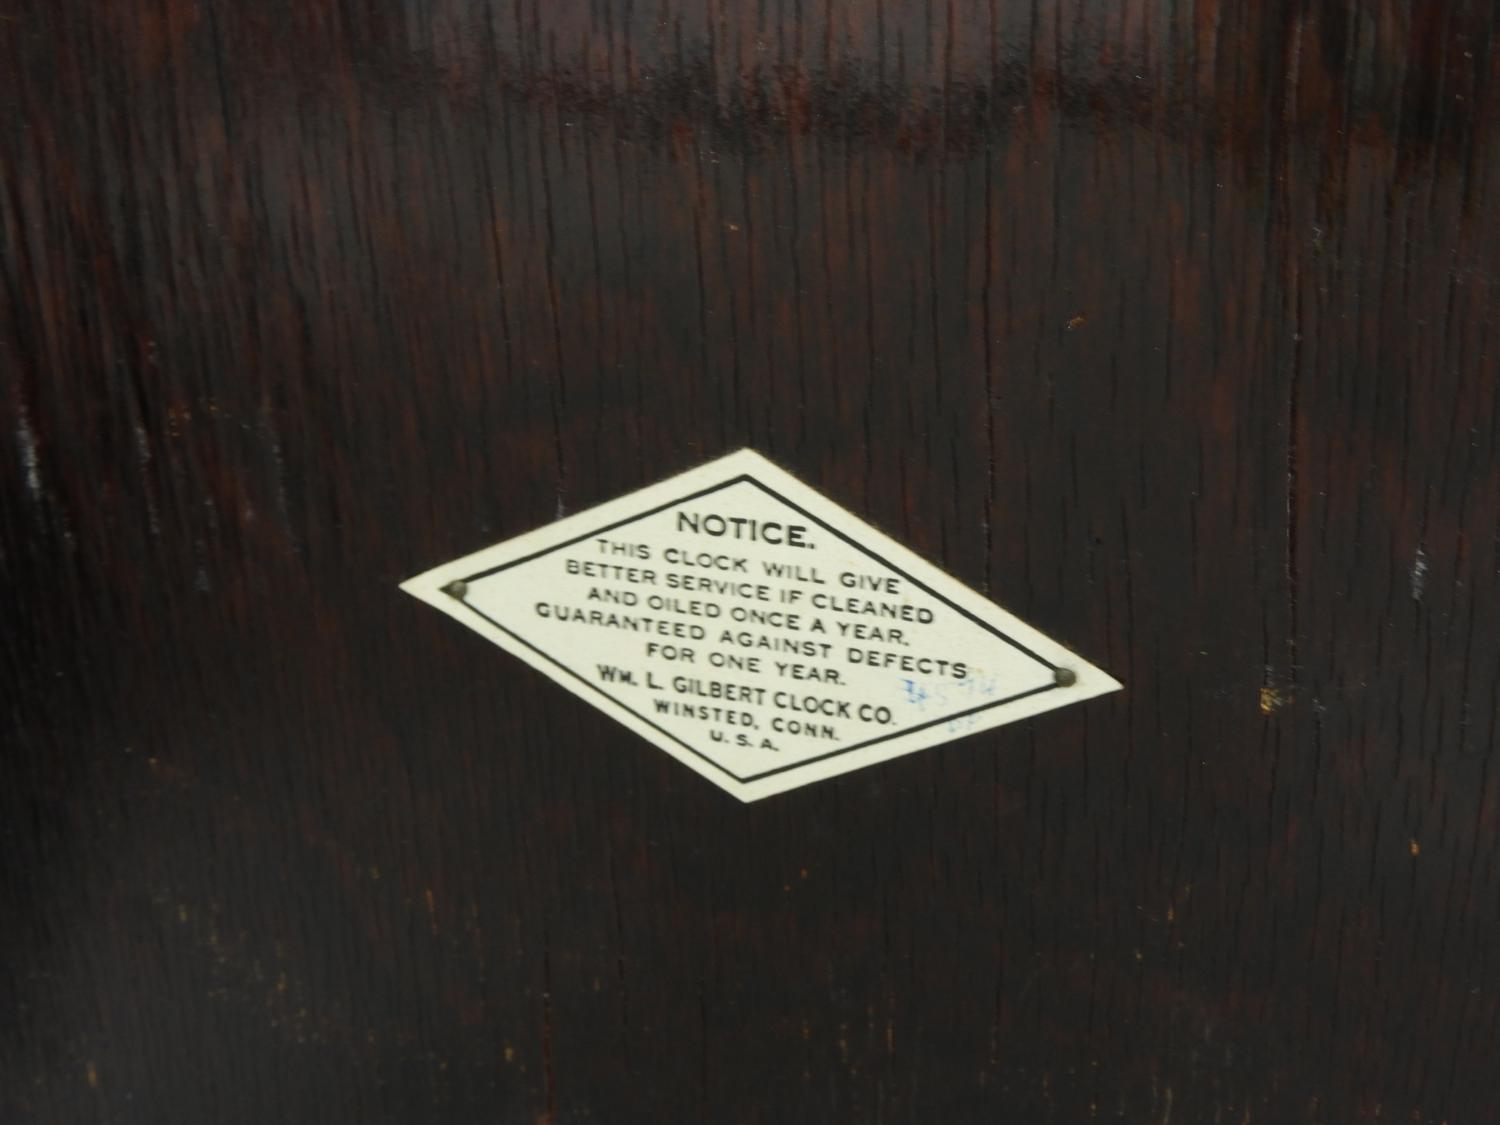 NOTICE.
THIS CLOCK WILL GIVE
BETTER SERVICE IF CLEANED
AND OILED ONCE A YEAR.
GUARANTEED AGAINST DEFECTS
FOR ONE YEAR.
WM. L. GILBERT CLOCK CO.
WINSTED, CONN.
U. S. A.